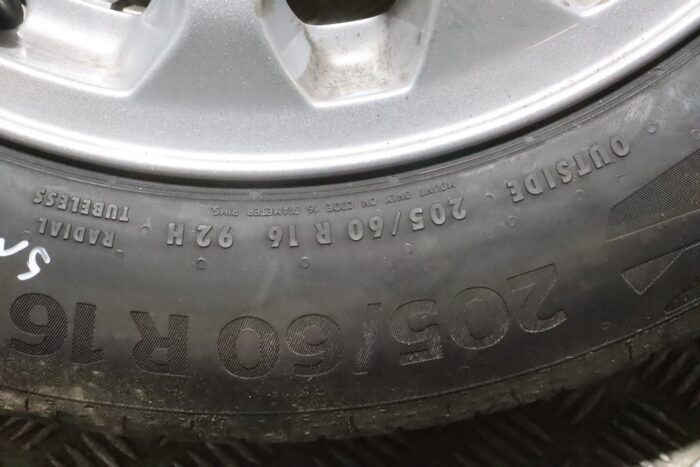 OUTSIDE 205/60 R 16 92 H
MOUNT ONLY ON CODE 16 DIAMETER RIMS.
RADIAL
TUBELESS
205/60 R 16